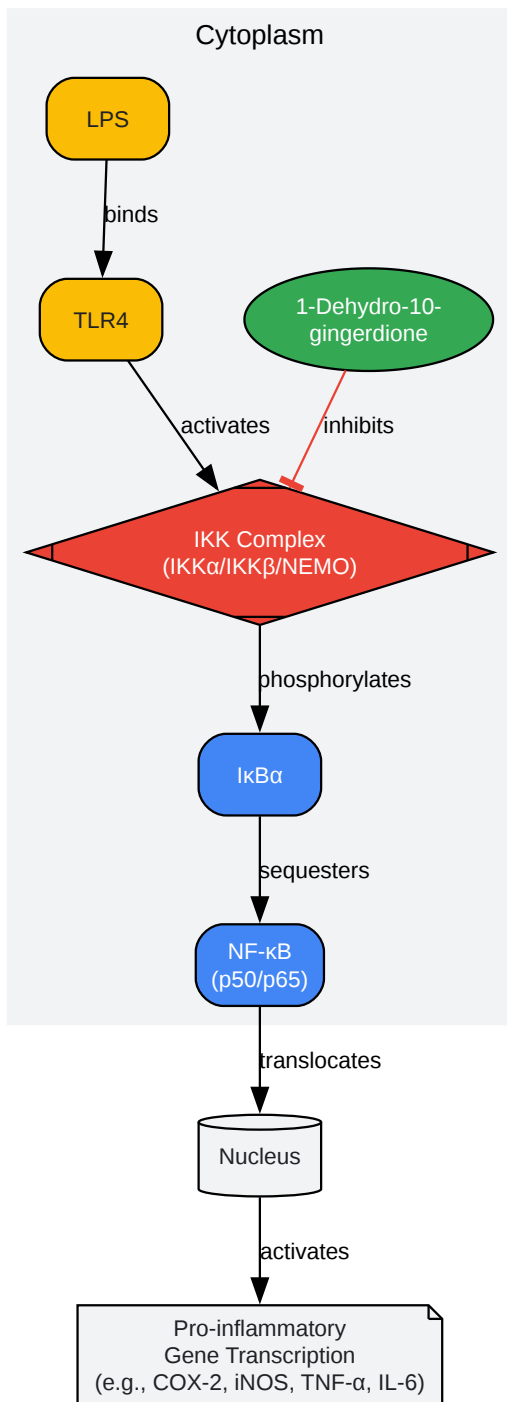 Cytoplasm
LPS
binds
TLR4
1-Dehydro-10-
gingerdione
activates
inhibits
IKK Complex
(IKKα/IKKβ/NEMO)
phosphorylates
IκBα
sequesters
NF-κB
(p50/p65)
translocates
Nucleus
activates
Pro-inflammatory
Gene Transcription
(e.g., COX-2, iNOS, TNF-α, IL-6)